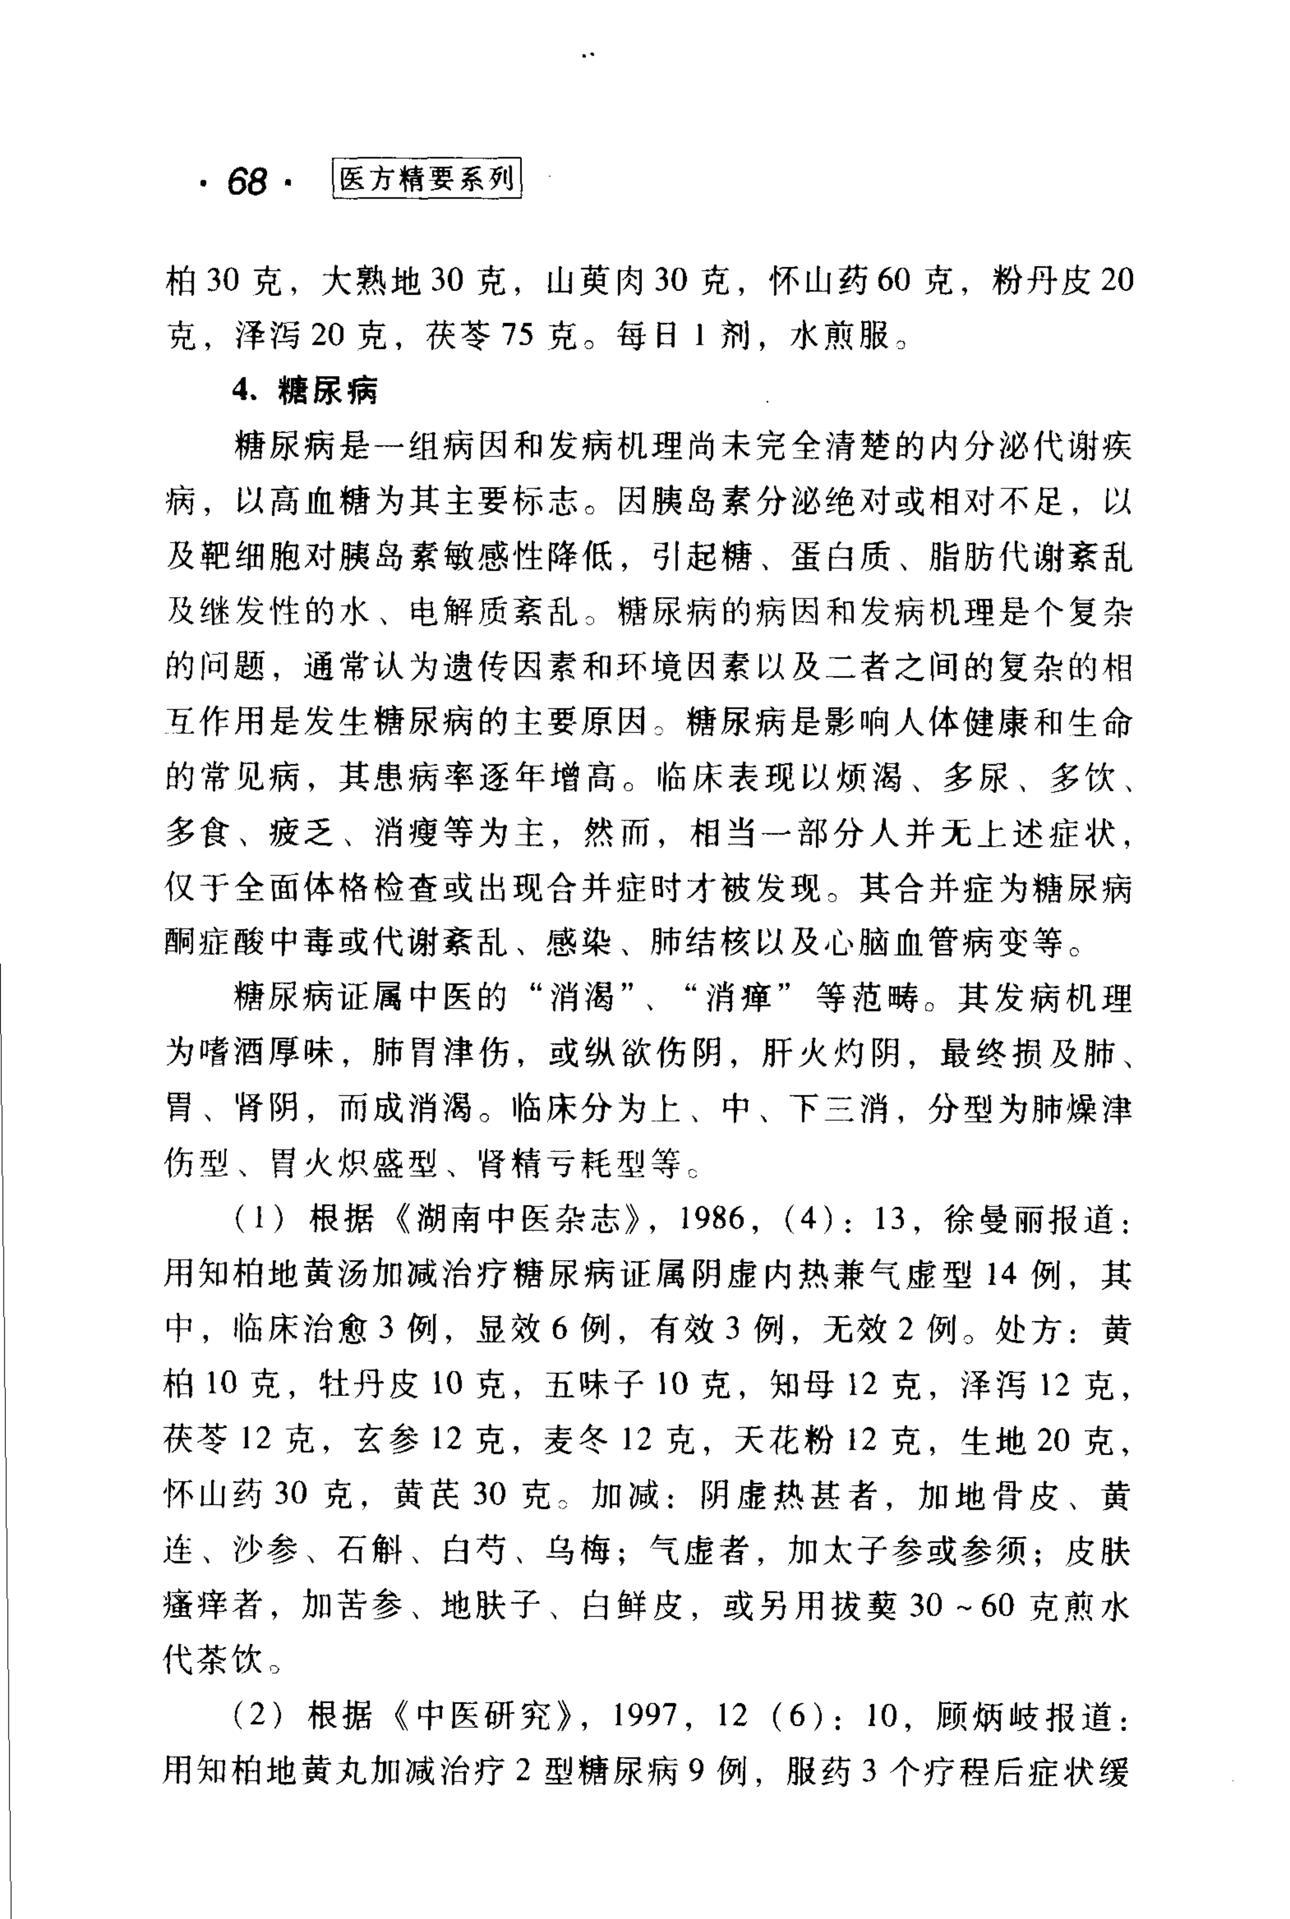 · 68 · 医方精要系列
柏 30 克，大熟地 30 克，山萸肉 30 克，怀山药 60 克，粉丹皮 20
克，泽泻 20 克，茯苓 75 克。每日 1 剂，水煎服。
4. 糖尿病
糖尿病是一组病因和发病机理尚未完全清楚的内分泌代谢疾
病，以高血糖为其主要标志。因胰岛素分泌绝对或相对不足，以
及靶细胞对胰岛素敏感性降低，引起糖、蛋白质、脂肪代谢紊乱
及继发性的水、电解质紊乱。糖尿病的病因和发病机理是个复杂
的问题，通常认为遗传因素和环境因素以及二者之间的复杂的相
互作用是发生糖尿病的主要原因。糖尿病是影响人体健康和生命
的常见病，其患病率逐年增高。临床表现以烦渴、多尿、多饮、
多食、疲乏、消瘦等为主，然而，相当一部分人并无上述症状，
仅于全面体格检查或出现合并症时才被发现。其合并症为糖尿病
酮症酸中毒或代谢紊乱、感染、肺结核以及心脑血管病变等。
糖尿病证属中医的“消渴”、“消瘅”等范畴。其发病机理
为嗜酒厚味，肺胃津伤，或纵欲伤阴，肝火灼阴，最终损及肺、
胃、肾阴，而成消渴。临床分为上、中、下三消，分型为肺燥津
伤型、胃火炽盛型、肾精亏耗型等。
（1）根据《湖南中医杂志》，1986，（4）：13，徐曼丽报道：
用知柏地黄汤加减治疗糖尿病证属阴虚内热兼气虚型 14 例，其
中，临床治愈 3 例，显效 6 例，有效 3 例，无效 2 例。处方：黄
柏 10 克，牡丹皮 10 克，五味子 10 克，知母 12 克，泽泻 12 克，
茯苓 12 克，玄参 12 克，麦冬 12 克，天花粉 12 克，生地 20 克，
怀山药 30 克，黄芪 30 克。加减：阴虚热甚者，加地骨皮、黄
连、沙参、石斛、白芍、乌梅；气虚者，加太子参或参须；皮肤
瘙痒者，加苦参、地肤子、白鲜皮，或另用拔葜 30 ~ 60 克煎水
代茶饮。
（2）根据《中医研究》，1997，12（6）：10，顾炳岐报道：
用知柏地黄丸加减治疗 2 型糖尿病 9 例，服药 3 个疗程后症状缓